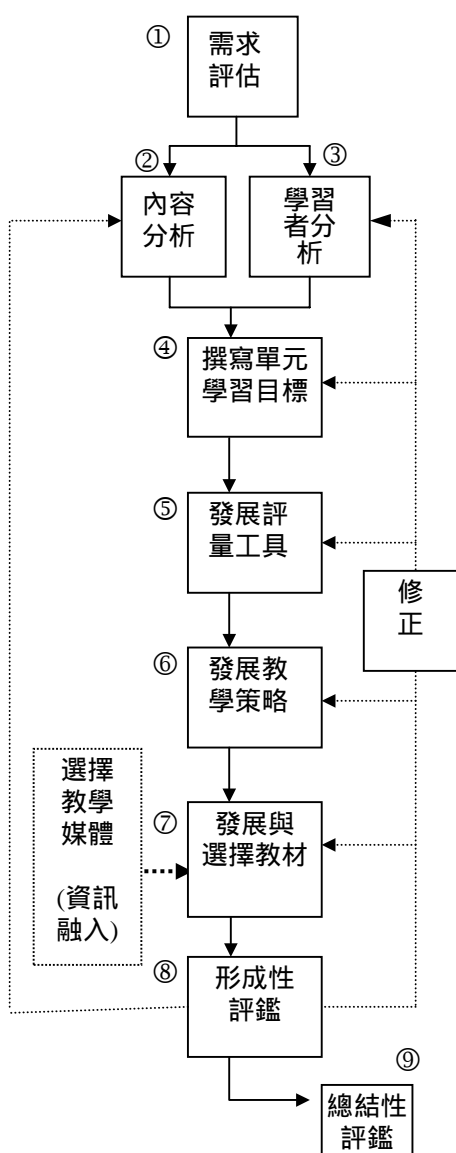 ①
需求
評估
②
③
內容
分析
學習
者分
析
④
撰寫單元
學習目標
⑤
發展評
量工具
修
正
⑥
發展教
學策略
選擇
教學
媒體
(資訊
融入)
⑦
發展與
選擇教材
⑧
形成性
評鑑
⑨
總結性
評鑑